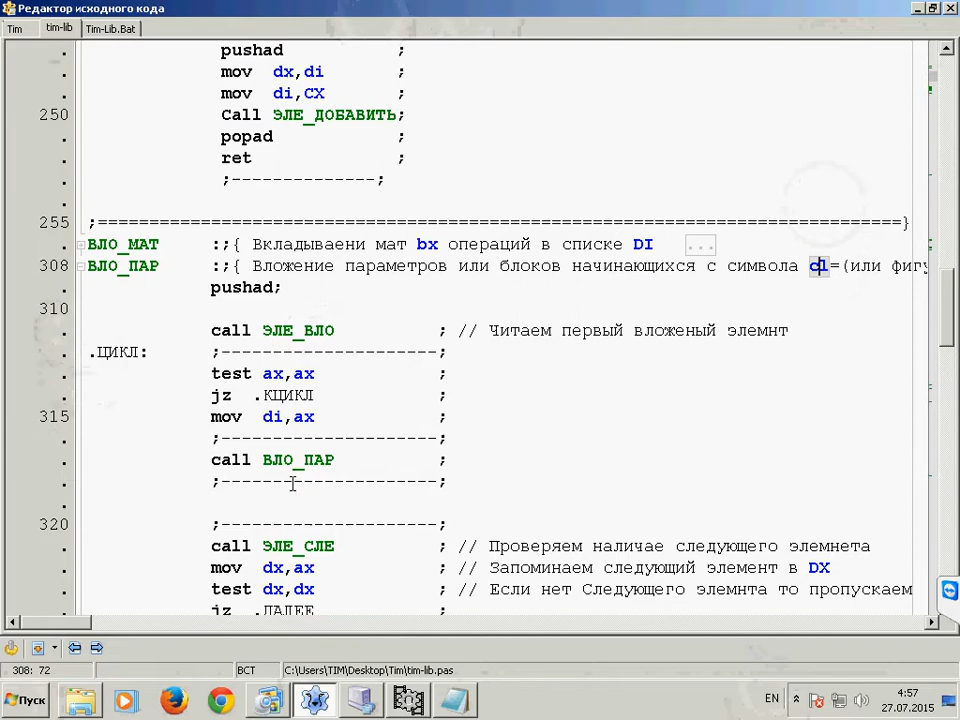 Редактор исходного кода
Tim tim-lib Tim-Lib.Bat
pushad ;
mov dx,di ;
mov di,CX ;
250 Call ЭЛЕ_ДОБАВИТЬ;
popad ;
ret ;
;--------------;
255 ;===============================================================================}
ВЛО_МАТ :;{ Вкладываени мат bx операций в списке DI ...
308 ВЛО_ПАР :;{ Вложение параметров или блоков начинающихся с символа cl=(или фигу
pushad;
310
call ЭЛЕ_ВЛО ; // Читаем первый вложеный элемнт
.ЦИКЛ: ;---------------------;
test ax,ax ;
jz .КЦИКЛ ;
315 mov di,ax ;
;---------------------;
call ВЛО_ПАР ;
;---------------------;
320 ;---------------------;
call ЭЛЕ_СЛЕ ; // Проверяем наличае следующего элемнета
mov dx,ax ; // Запоминаем следующий элемент в DX
test dx,dx ; // Если нет Следующего элемнта то пропускаем
jz .ДАЛЕЕ ;
308: 72 ВСТ C:\Users\TIM\Desktop\Tim\tim-lib.pas
Пуск EN 4:57
27.07.2015